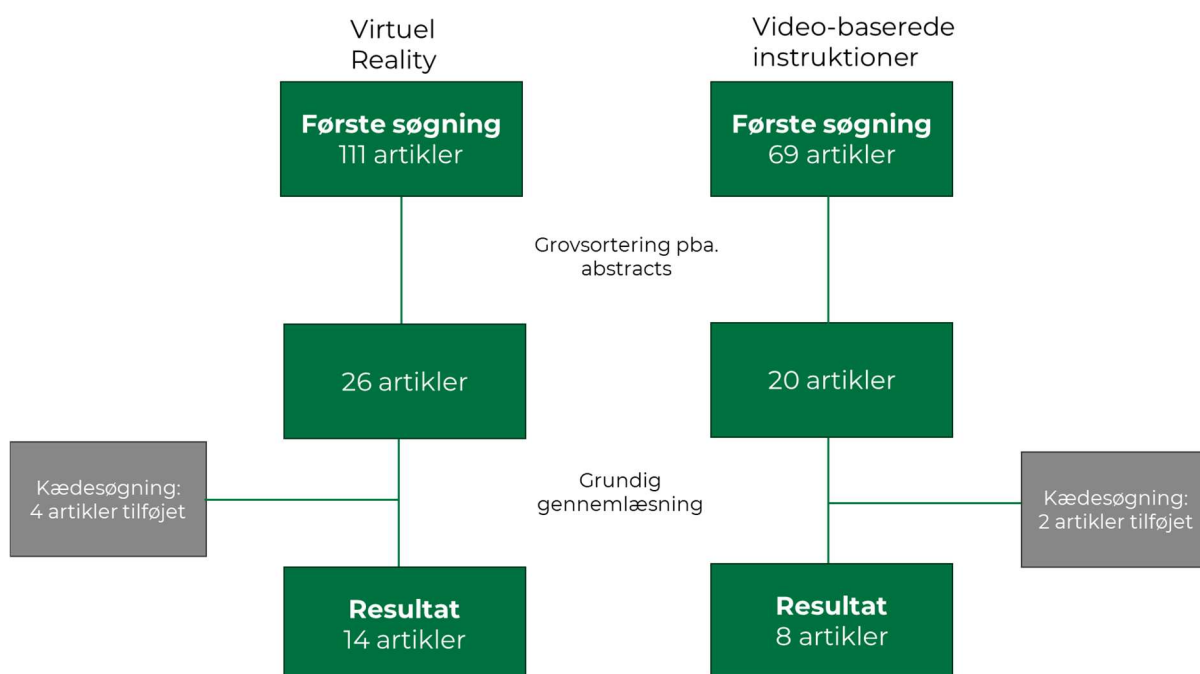 Virtuel
Reality
Video-baserede
instruktioner
Første søgning
111 artikler
Første søgning
69 artikler
Grovsortering pba.
abstracts
26 artikler
20 artikler
Kædesøgning:
4 artikler tilføjet
Grundig
gennemlæsning
Kædesøgning:
2 artikler tilføjet
Resultat
14 artikler
Resultat
8 artikler